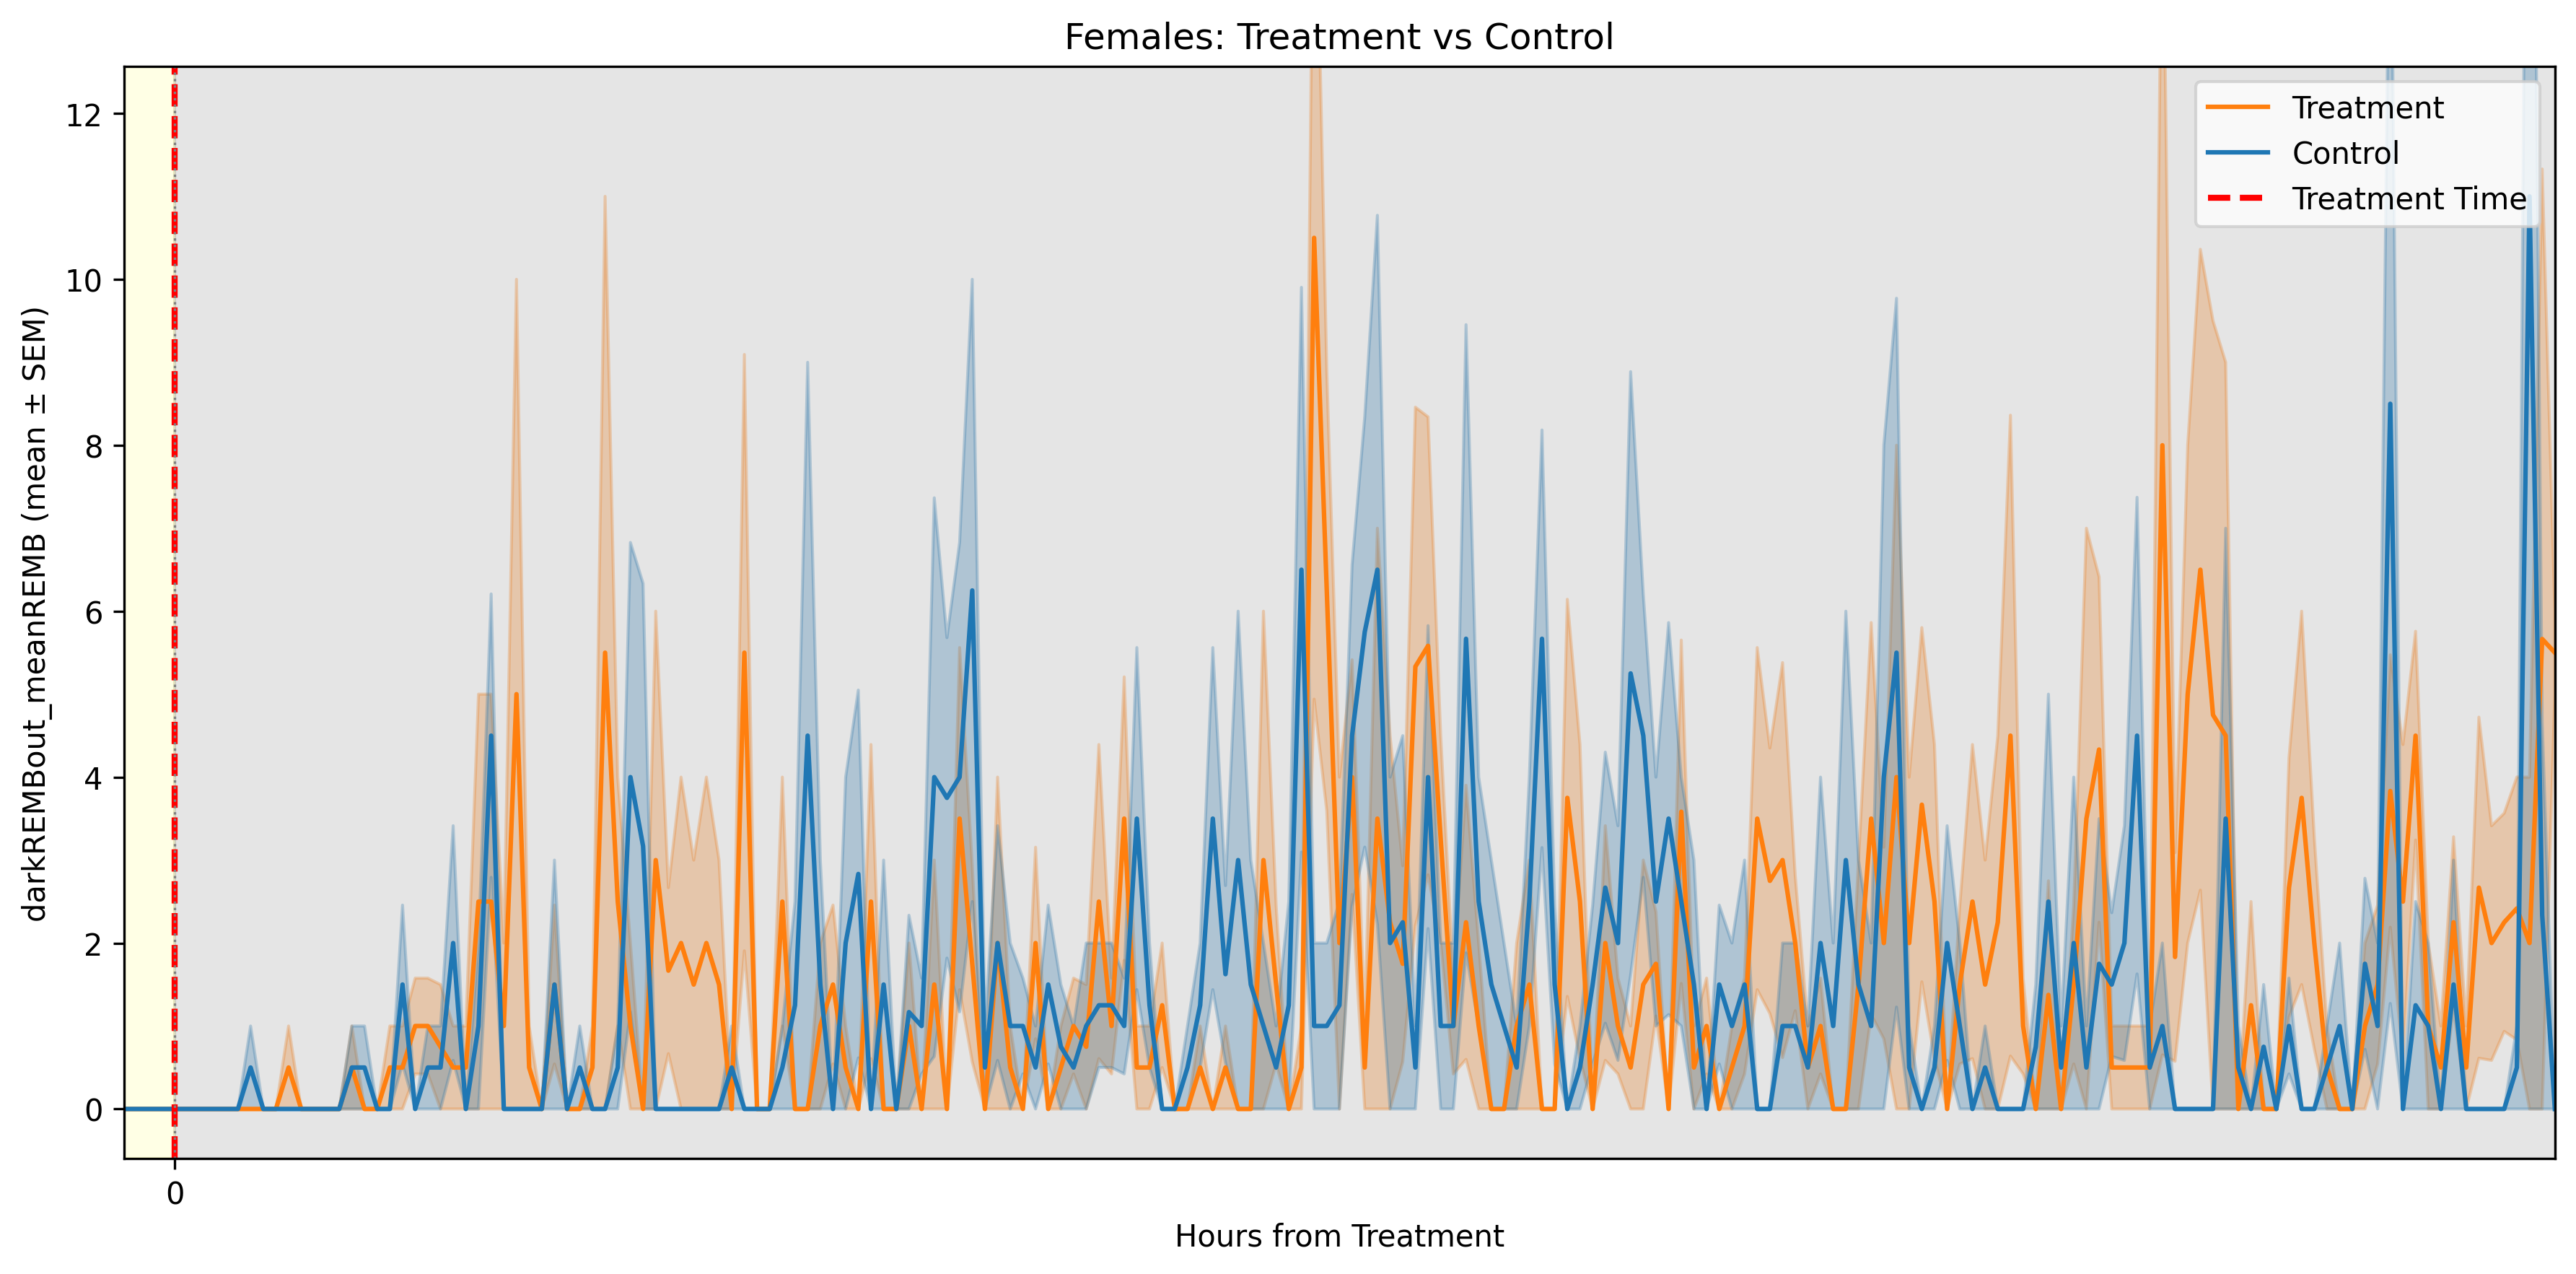 Females: Treatment vs Control
darkREMBout_meanREMB (mean ± SEM)
12
10
8
6
4
2
0
Treatment
Control
Treatment Time
0
Hours from Treatment